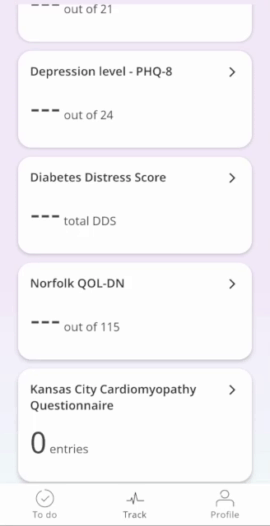 --- out of 21
Depression level - PHQ-8
--- out of 24
Diabetes Distress Score
--- total DDS
Norfolk QOL-DN
--- out of 115
Kansas City Cardiomyopathy
Questionnaire
0 entries
To do
Track
Profile